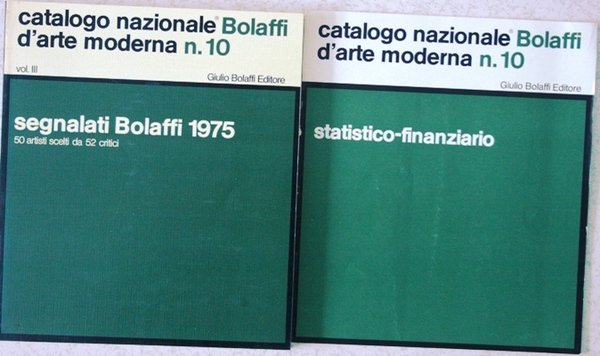 catalogo nazionale Bolaffi
d'arte moderna n.10
vol. III
Giulio Bolaffi Editore
segnalati Bolaffi 1975
50 artisti scelti da 52 critici
catalogo nazionale Bolaffi
d'arte moderna n.10
Giulio Bolaffi Editore
statistico-finanziario